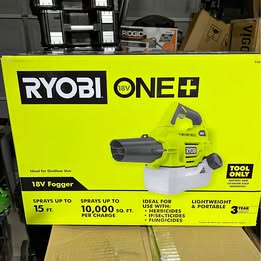 RIDGID
RYOBI 18V ONE+
RYOBI
Ideal for Outdoor Use
18V Fogger
TOOL
ONLY
SPRAYS UP TO
15 FT.
SPRAYS UP TO
10,000 SQ. FT.
PER CHARGE
IDEAL FOR
USE WITH:
• HERBICIDES
• INSECTICIDES
• FUNGICIDES
LIGHTWEIGHT
& PORTABLE
3 YEAR